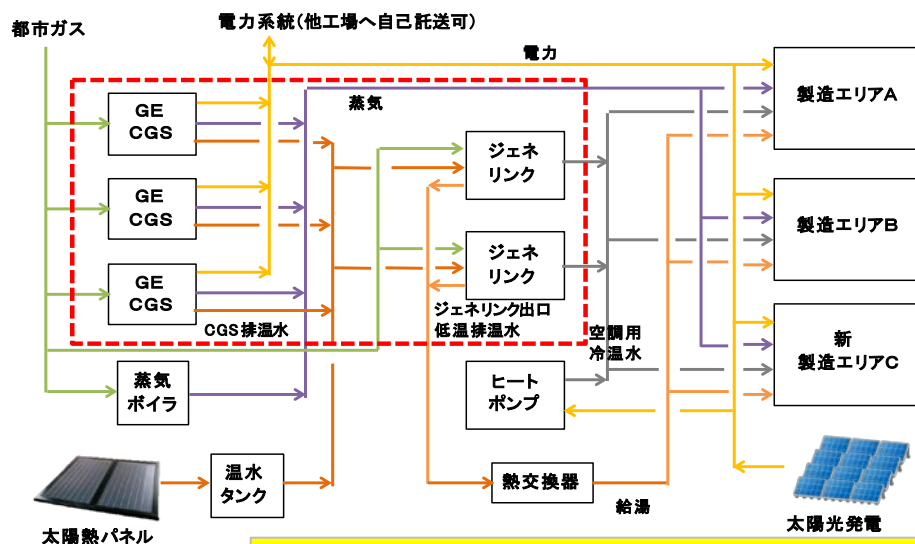 電力系統(他工場へ自己託送可)
都市ガス
電力
蒸気
GE
CGS
GE
CGS
GE
CGS
ジェネ
リンク
ジェネ
リンク
製造エリアA
製造エリアB
新
製造エリアC
CGS排温水
ジェネリンク出口
低温排温水
空調用
冷温水
蒸気
ボイラ
ヒート
ポンプ
温水
タンク
熱交換器
給湯
太陽熱パネル
太陽光発電